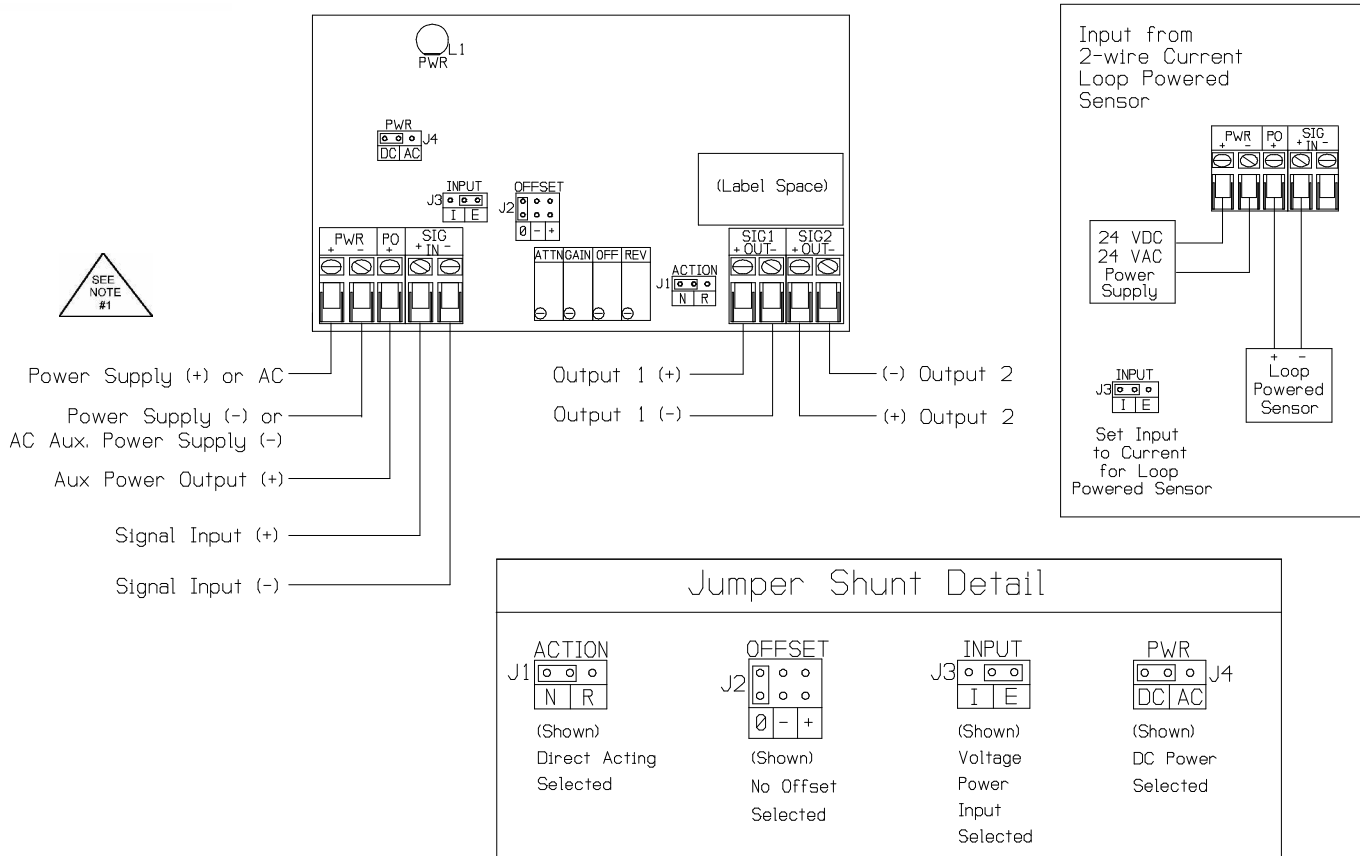 L1
PWR
PWR
J4
DC AC
INPUT
J3
I E
OFFSET
J2
0 - +
(Label Space)
PWR PO SIG
+ - + + IN -
ATTN GAIN OFF REV
ACTION
J1
N R
SIG1 SIG2
+ OUT- + OUT-
SEE
NOTE
#1
Power Supply (+) or AC
Power Supply (-) or
AC Aux. Power Supply (-)
Aux Power Output (+)
Signal Input (+)
Signal Input (-)
Output 1 (+)
Output 1 (-)
(-) Output 2
(+) Output 2
Input from
2-wire Current
Loop Powered
Sensor
PWR PO SIG
+ - + + IN -
24 VDC
24 VAC
Power
Supply
+ -
Loop
Powered
Sensor
INPUT
J3
I E
Set Input
to Current
for Loop
Powered Sensor
Jumper Shunt Detail
ACTION
J1
N R
(Shown)
Direct Acting
Selected
OFFSET
J2
0 - +
(Shown)
No Offset
Selected
INPUT
J3
I E
(Shown)
Voltage
Power
Input
Selected
PWR
J4
DC AC
(Shown)
DC Power
Selected